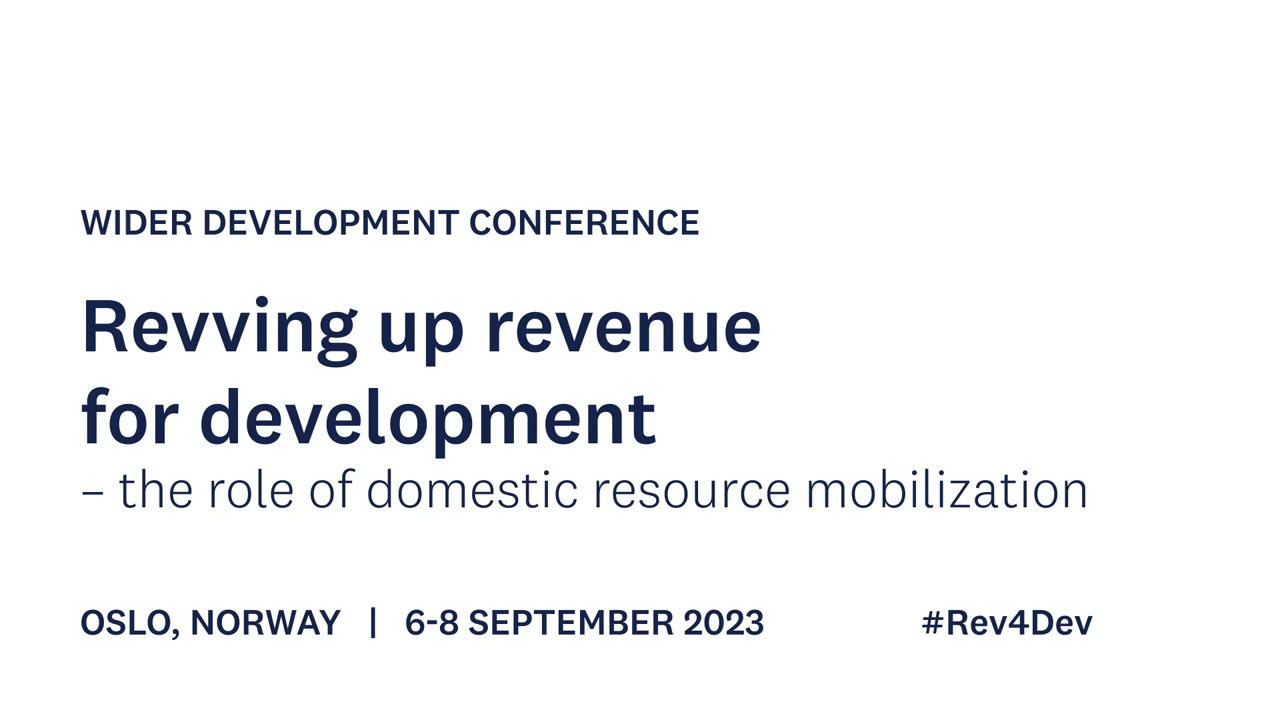 WIDER DEVELOPMENT CONFERENCE
Revving up revenue
for development
– the role of domestic resource mobilization
OSLO, NORWAY | 6-8 SEPTEMBER 2023 #Rev4Dev